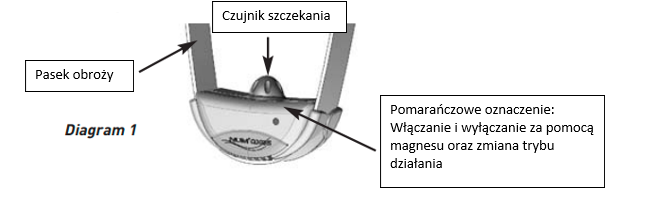 Czujnik szczekania
Pasek obroży
Pomarańczowe oznaczenie:
Włączanie i wyłączanie za pomocą
magnesu oraz zmiana trybu
działania
Diagram 1